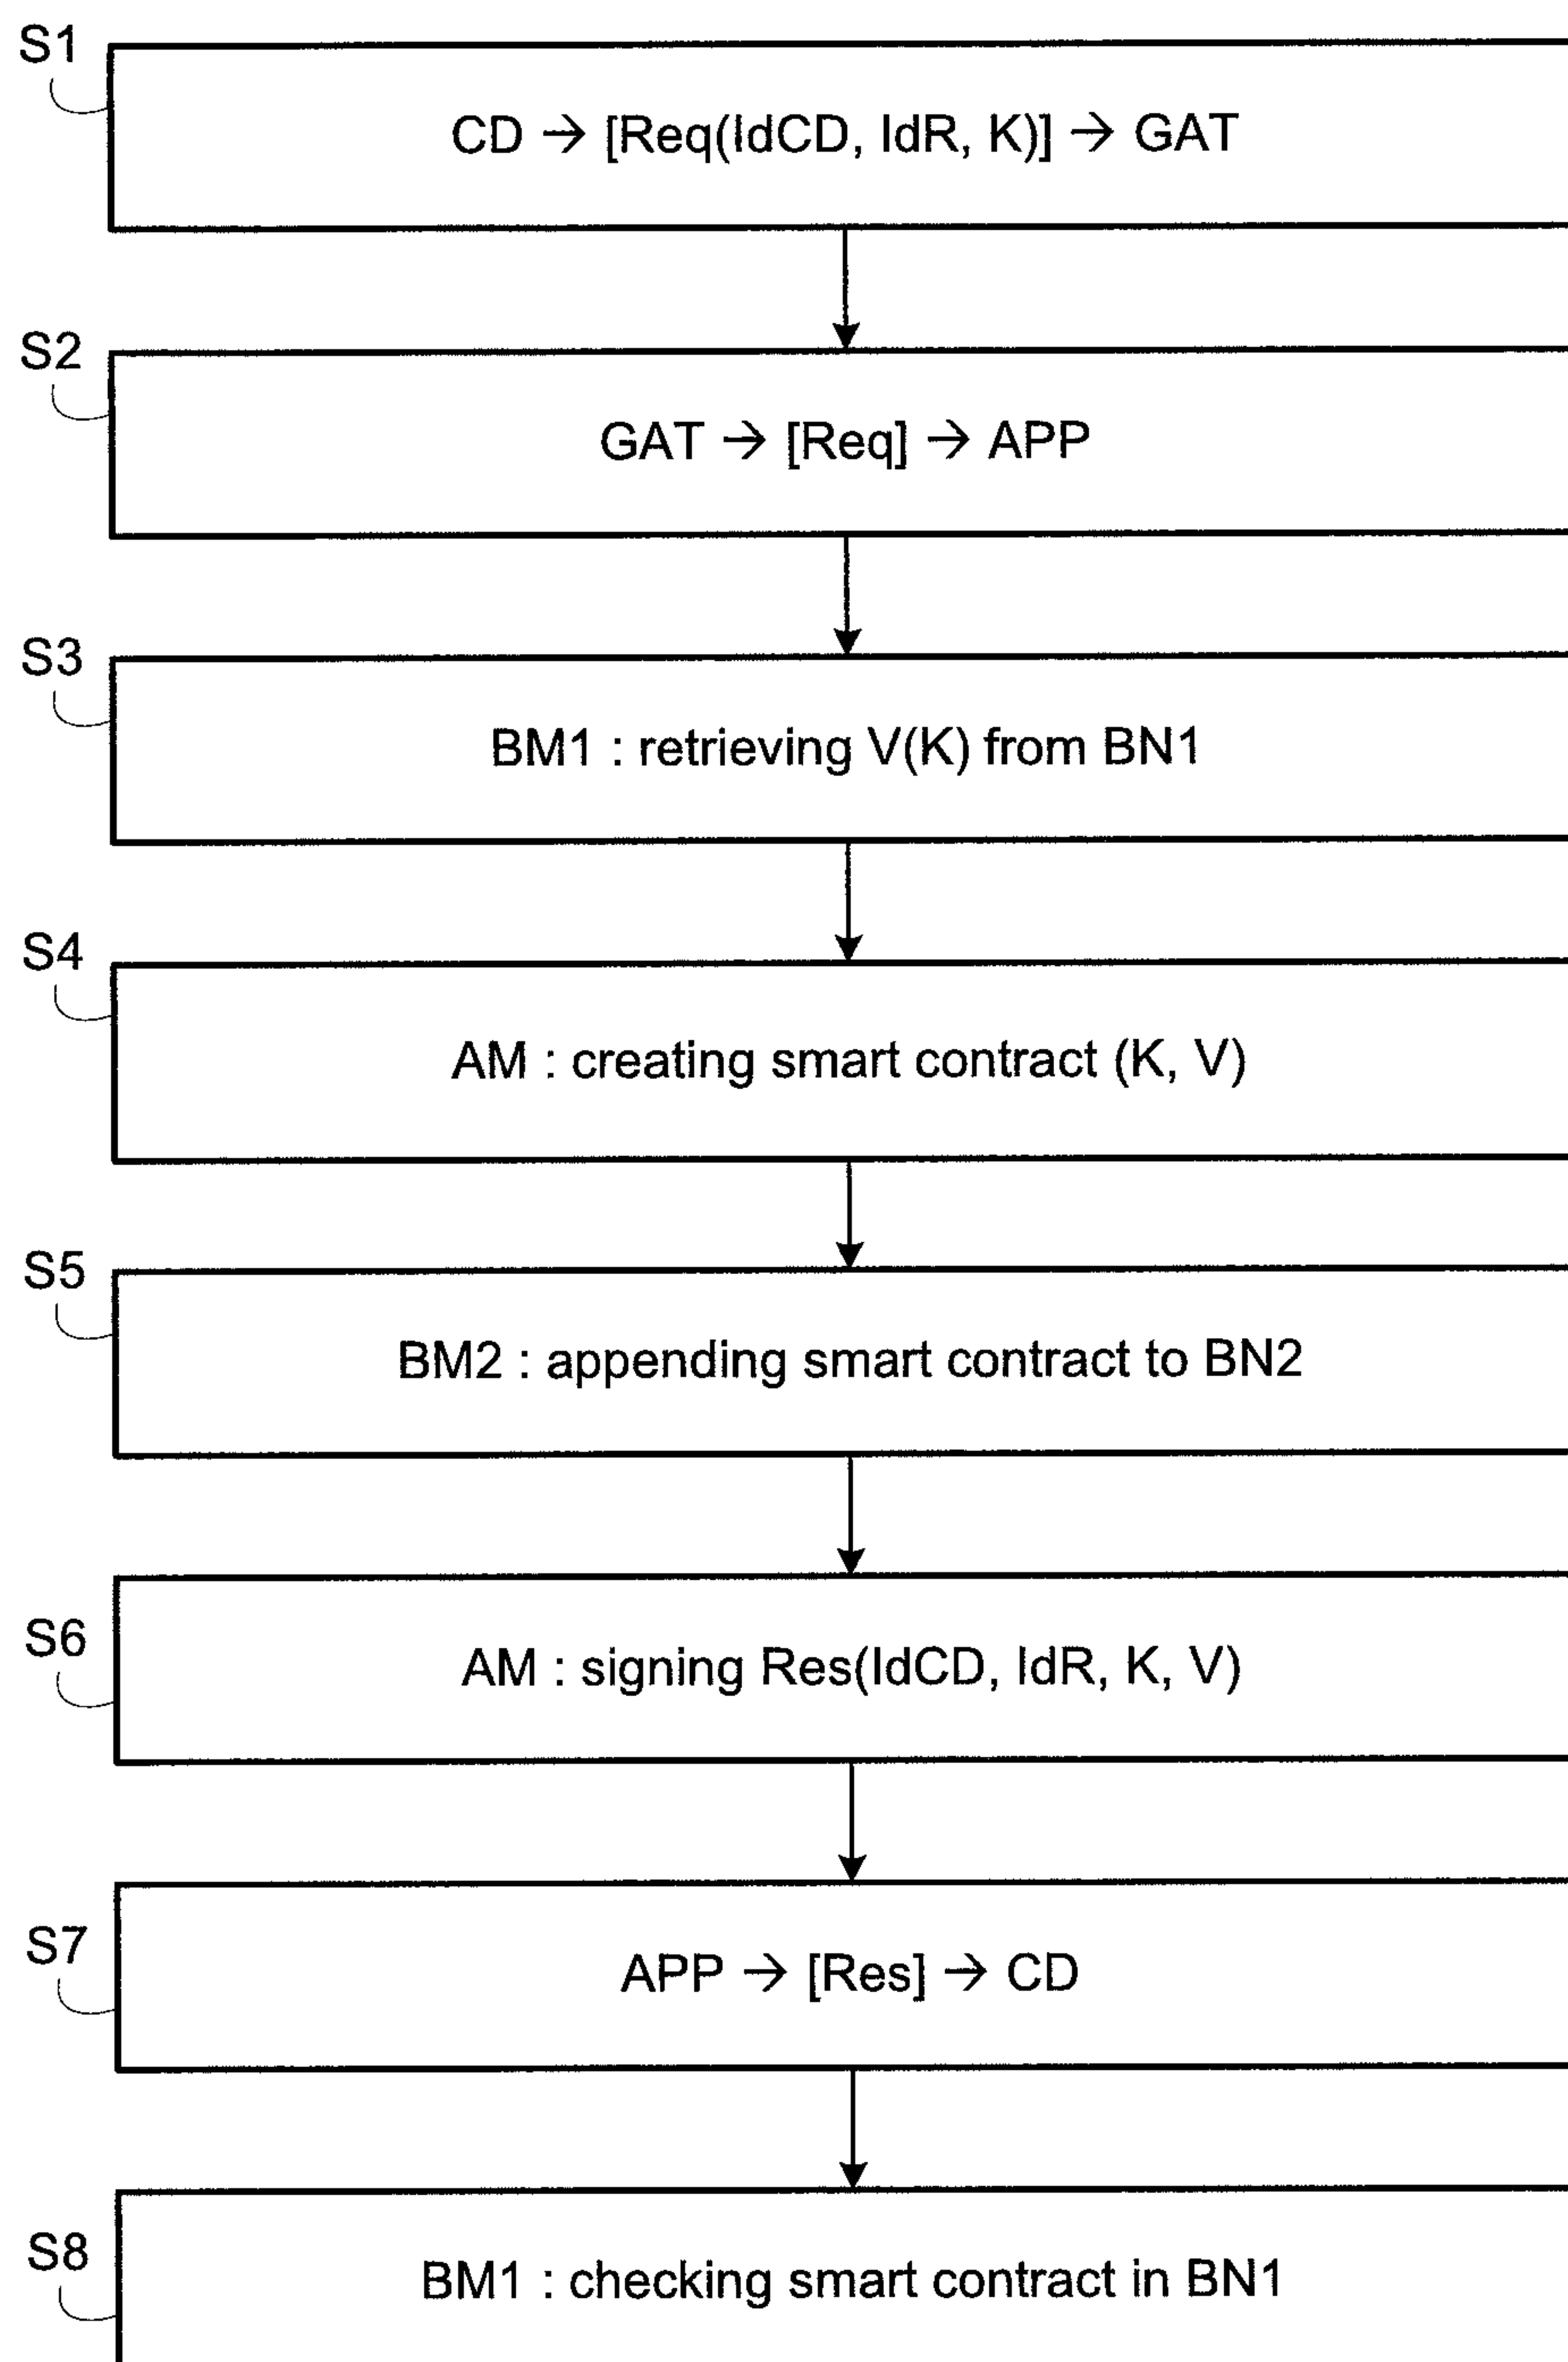 S1
CD → [Req(IdCD, IdR, K)] → GAT
S2
GAT → [Req] → APP
S3
BM1 : retrieving V(K) from BN1
S4
AM : creating smart contract (K, V)
S5
BM2 : appending smart contract to BN2
S6
AM : signing Res(IdCD, IdR, K, V)
S7
APP → [Res] → CD
S8
BM1 : checking smart contract in BN1